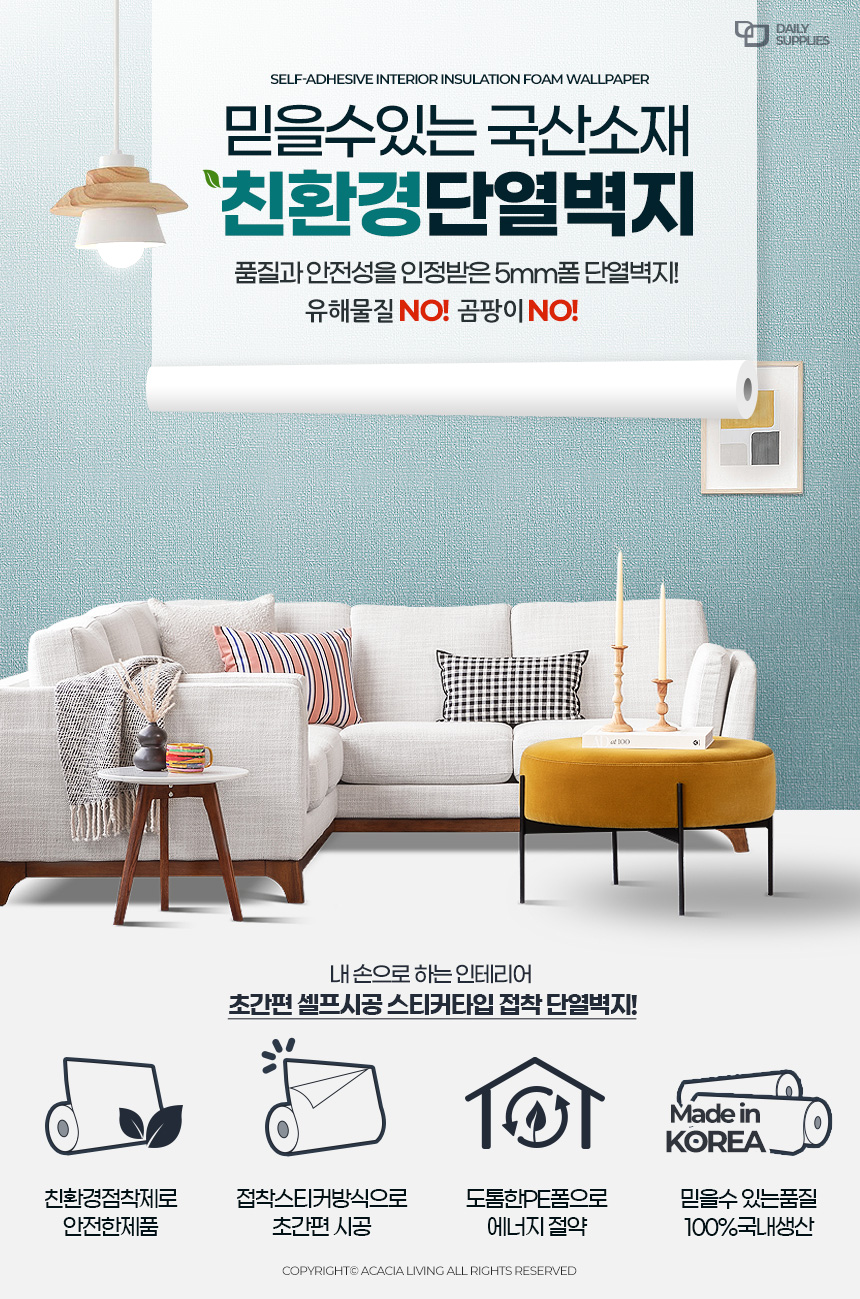 DAILY
SUPPLIES
SELF-ADHESIVE INTERIOR INSULATION FOAM WALLPAPER
믿을수있는 국산소재
친환경단열벽지
품질과 안전성을 인정받은 5mm폼 단열벽지!
유해물질 NO! 곰팡이 NO!
내 손으로 하는 인테리어
초간편 셀프시공 스티커타입 접착 단열벽지!
Made in
KOREA
친환경점착제로
안전한제품
접착스티커방식으로
초간편 시공
도톰한PE폼으로
에너지 절약
믿을수 있는품질
100%국내생산
COPYRIGHT© ACACIA LIVING ALL RIGHTS RESERVED